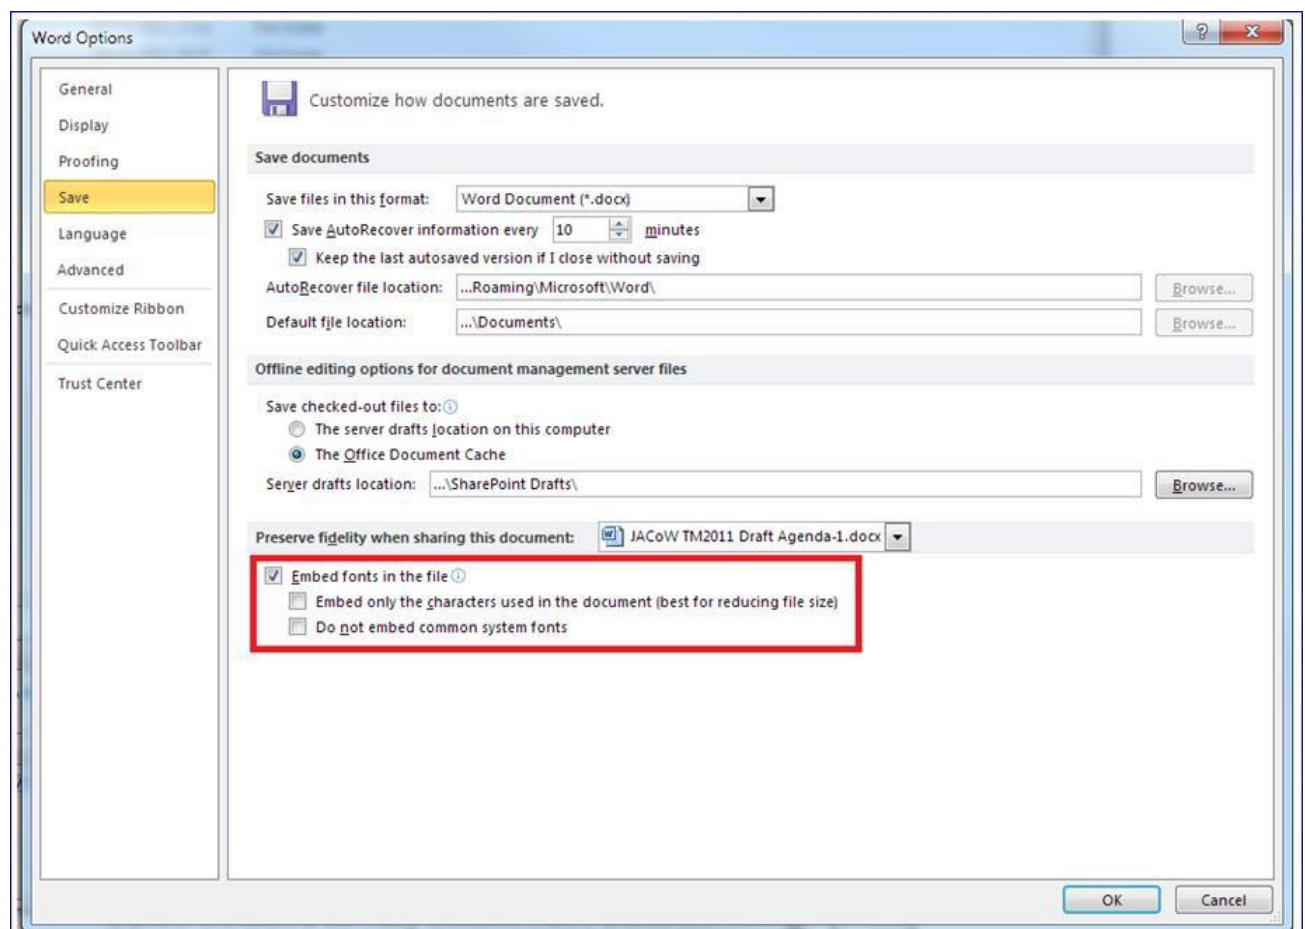 Word Options
General
Display
Proofing
Save
Language
Advanced
Customize Ribbon
Quick Access Toolbar
Trust Center
Customize how documents are saved.
Save documents
Save files in this format: Word Document (*.docx)
Save AutoRecover information every 10 minutes
Keep the last autosaved version if I close without saving
AutoRecover file location: ...Roaming\Microsoft\Word\ Browse...
Default file location: ...\Documents\ Browse...
Offline editing options for document management server files
Save checked-out files to:
The server drafts location on this computer
The Office Document Cache
Server drafts location: ...\SharePoint Drafts\ Browse...
Preserve fidelity when sharing this document: JACoW TM2011 Draft Agenda-1.docx
Embed fonts in the file
Embed only the characters used in the document (best for reducing file size)
Do not embed common system fonts
OK Cancel